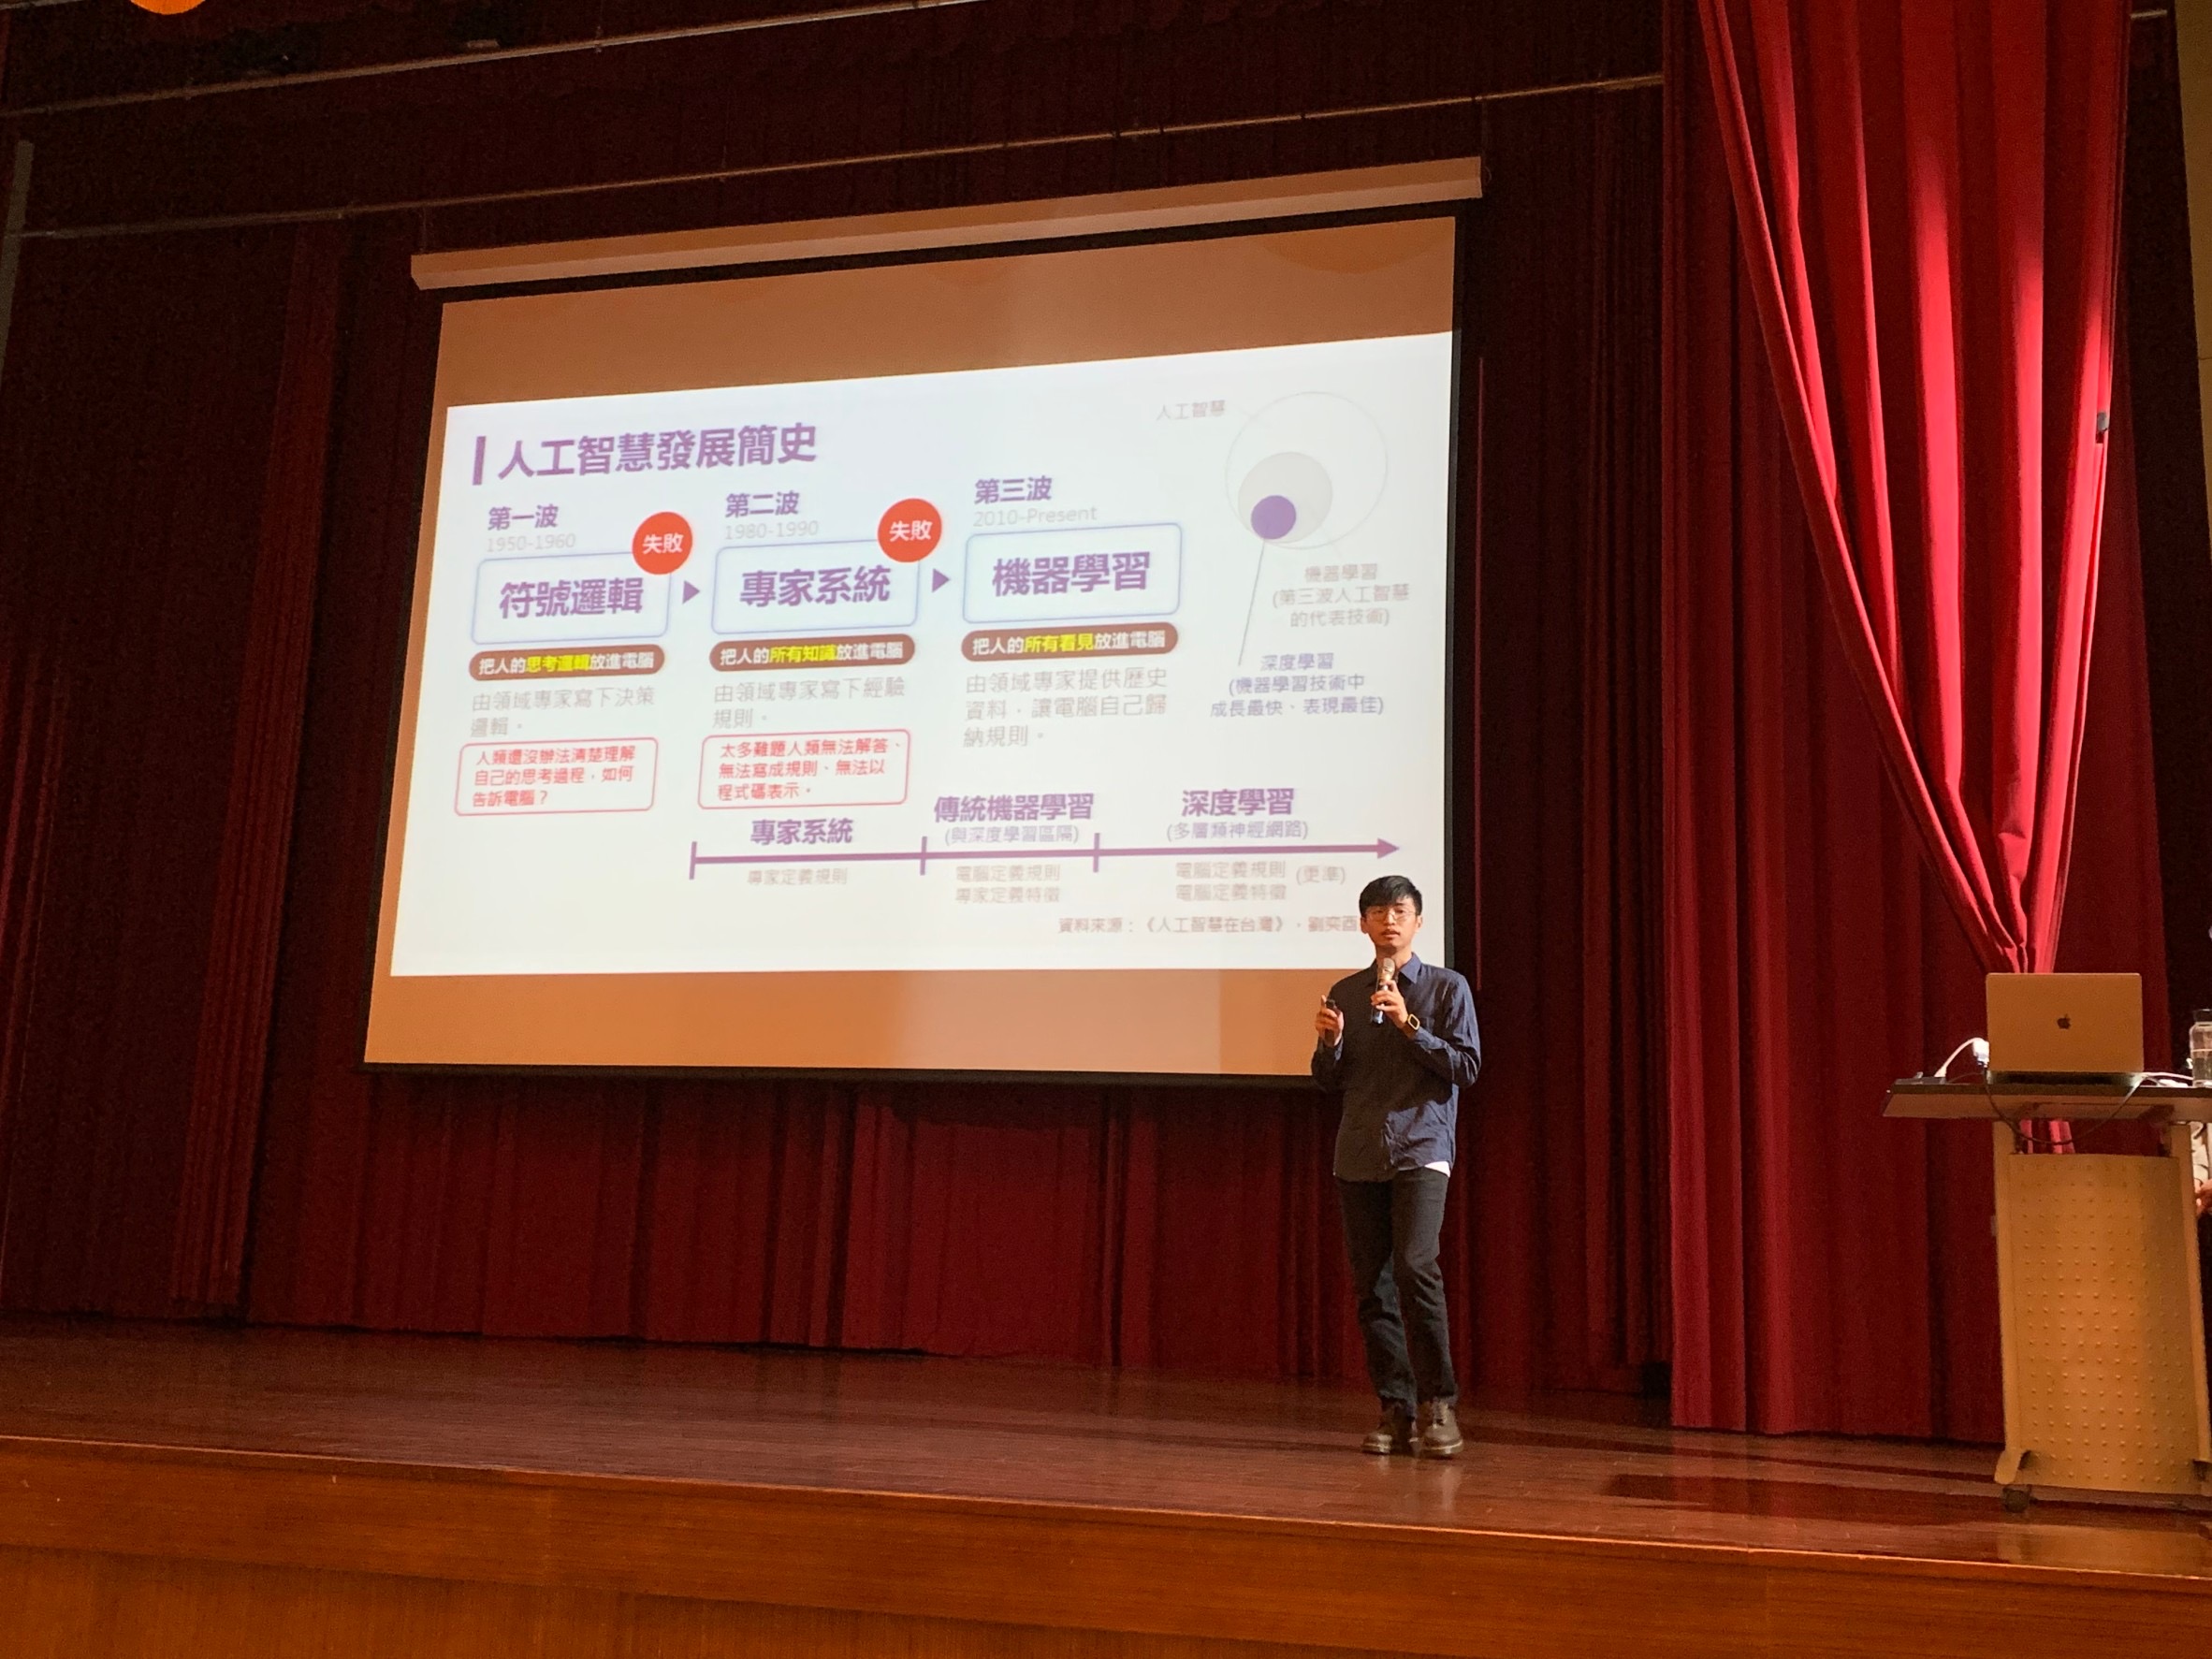 人工智慧發展簡史
第一波
1950-1960
失敗
符號邏輯
把人的思考邏輯放進電腦
由領域專家寫下決策
邏輯。
人類還沒辦法清楚理解
自己的思考過程,如何
告訴電腦?
第二波
1980-1990
失敗
專家系統
把人的所有知識放進電腦
由領域專家寫下經驗
規則。
太多難題人類無法解答、
無法寫成規則、無法以
程式碼表示。
第三波
2010-Present
機器學習
把人的所有看見放進電腦
由領域專家提供歷史
資料,讓電腦自己歸
納規則。
人工智慧
機器學習
(第三波人工智慧
的代表技術)
深度學習
(機器學習技術中
成長最快、表現最佳)
專家系統
專家定義規則
傳統機器學習
(與深度學習區隔)
電腦定義規則
專家定義特徵
深度學習
(多層類神經網路)
電腦定義規則 (更準)
電腦定義特徵
資料來源:《人工智慧在台灣》,劉奕酉